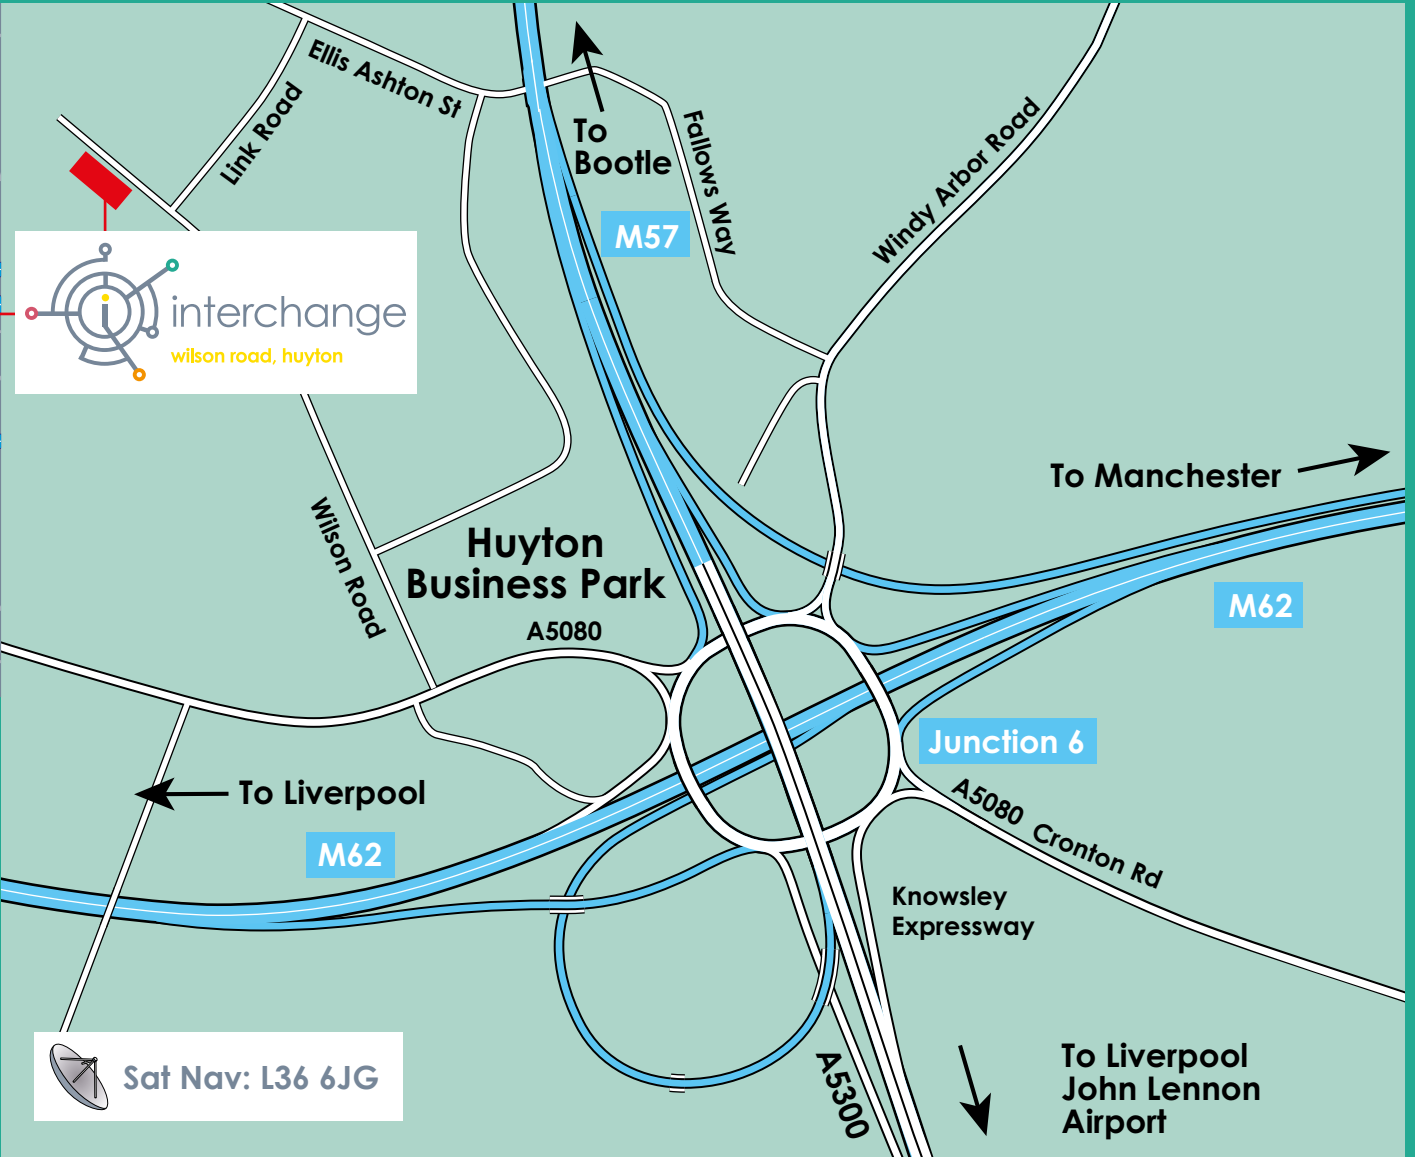 Ellis Ashton St
Link Road
To
Bootle
Fallows Way
Windy Arbor Road
M57
interchange
wilson road, huyton
To Manchester
Wilson Road
Huyton
Business Park
A5080
M62
Junction 6
To Liverpool
M62
A5080 Cronton Rd
Knowsley
Expressway
Sat Nav: L36 6JG
A5300
To Liverpool
John Lennon
Airport